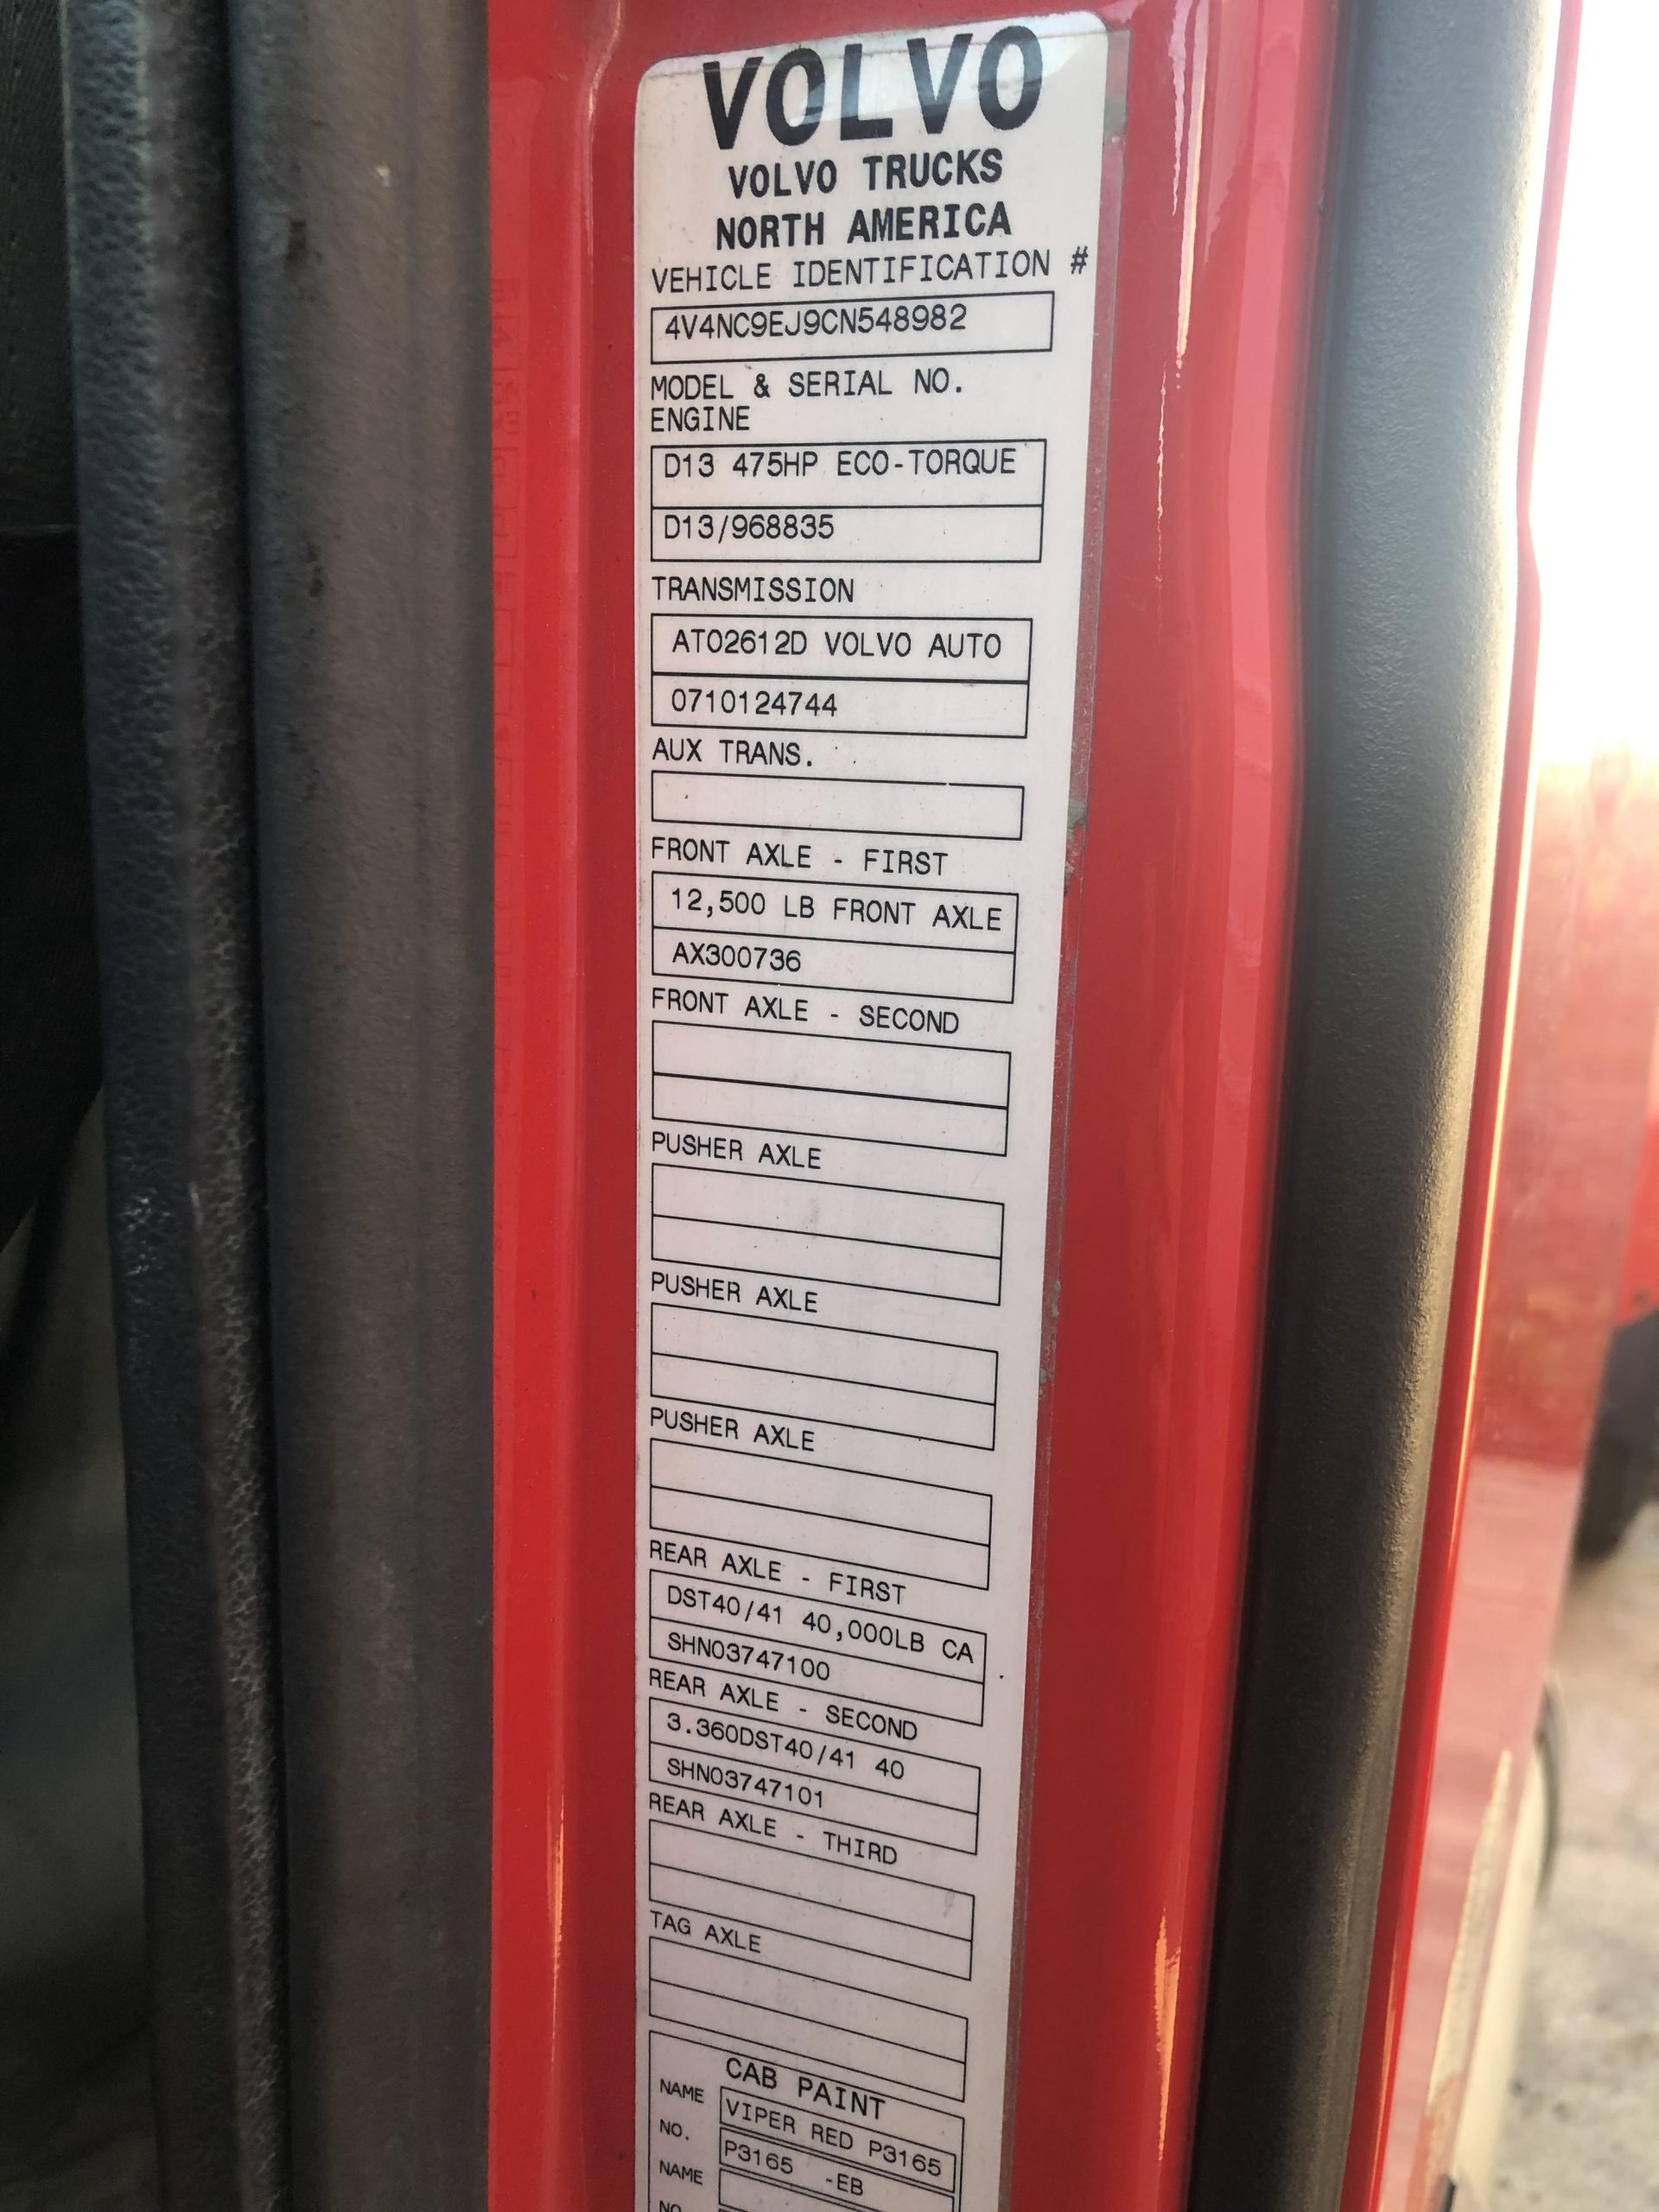 VOLVO
VOLVO TRUCKS
NORTH AMERICA
VEHICLE IDENTIFICATION #
4V4NC9EJ9CN548982
MODEL & SERIAL NO.
ENGINE
D13 475HP ECO-TORQUE
D13/968835
TRANSMISSION
ATO2612D VOLVO AUTO
0710124744
AUX TRANS.
FRONT AXLE - FIRST
12,500 LB FRONT AXLE
AX300736
FRONT AXLE - SECOND
PUSHER AXLE
PUSHER AXLE
PUSHER AXLE
REAR AXLE - FIRST
DST40/41 40,000LB CA
SHN03747100
REAR AXLE - SECOND
3.360DST40/41 40
SHN03747101
REAR AXLE - THIRD
TAG AXLE
CAB PAINT
NAME VIPER RED P3165
NO. P3165 -EB
NAME
NO.